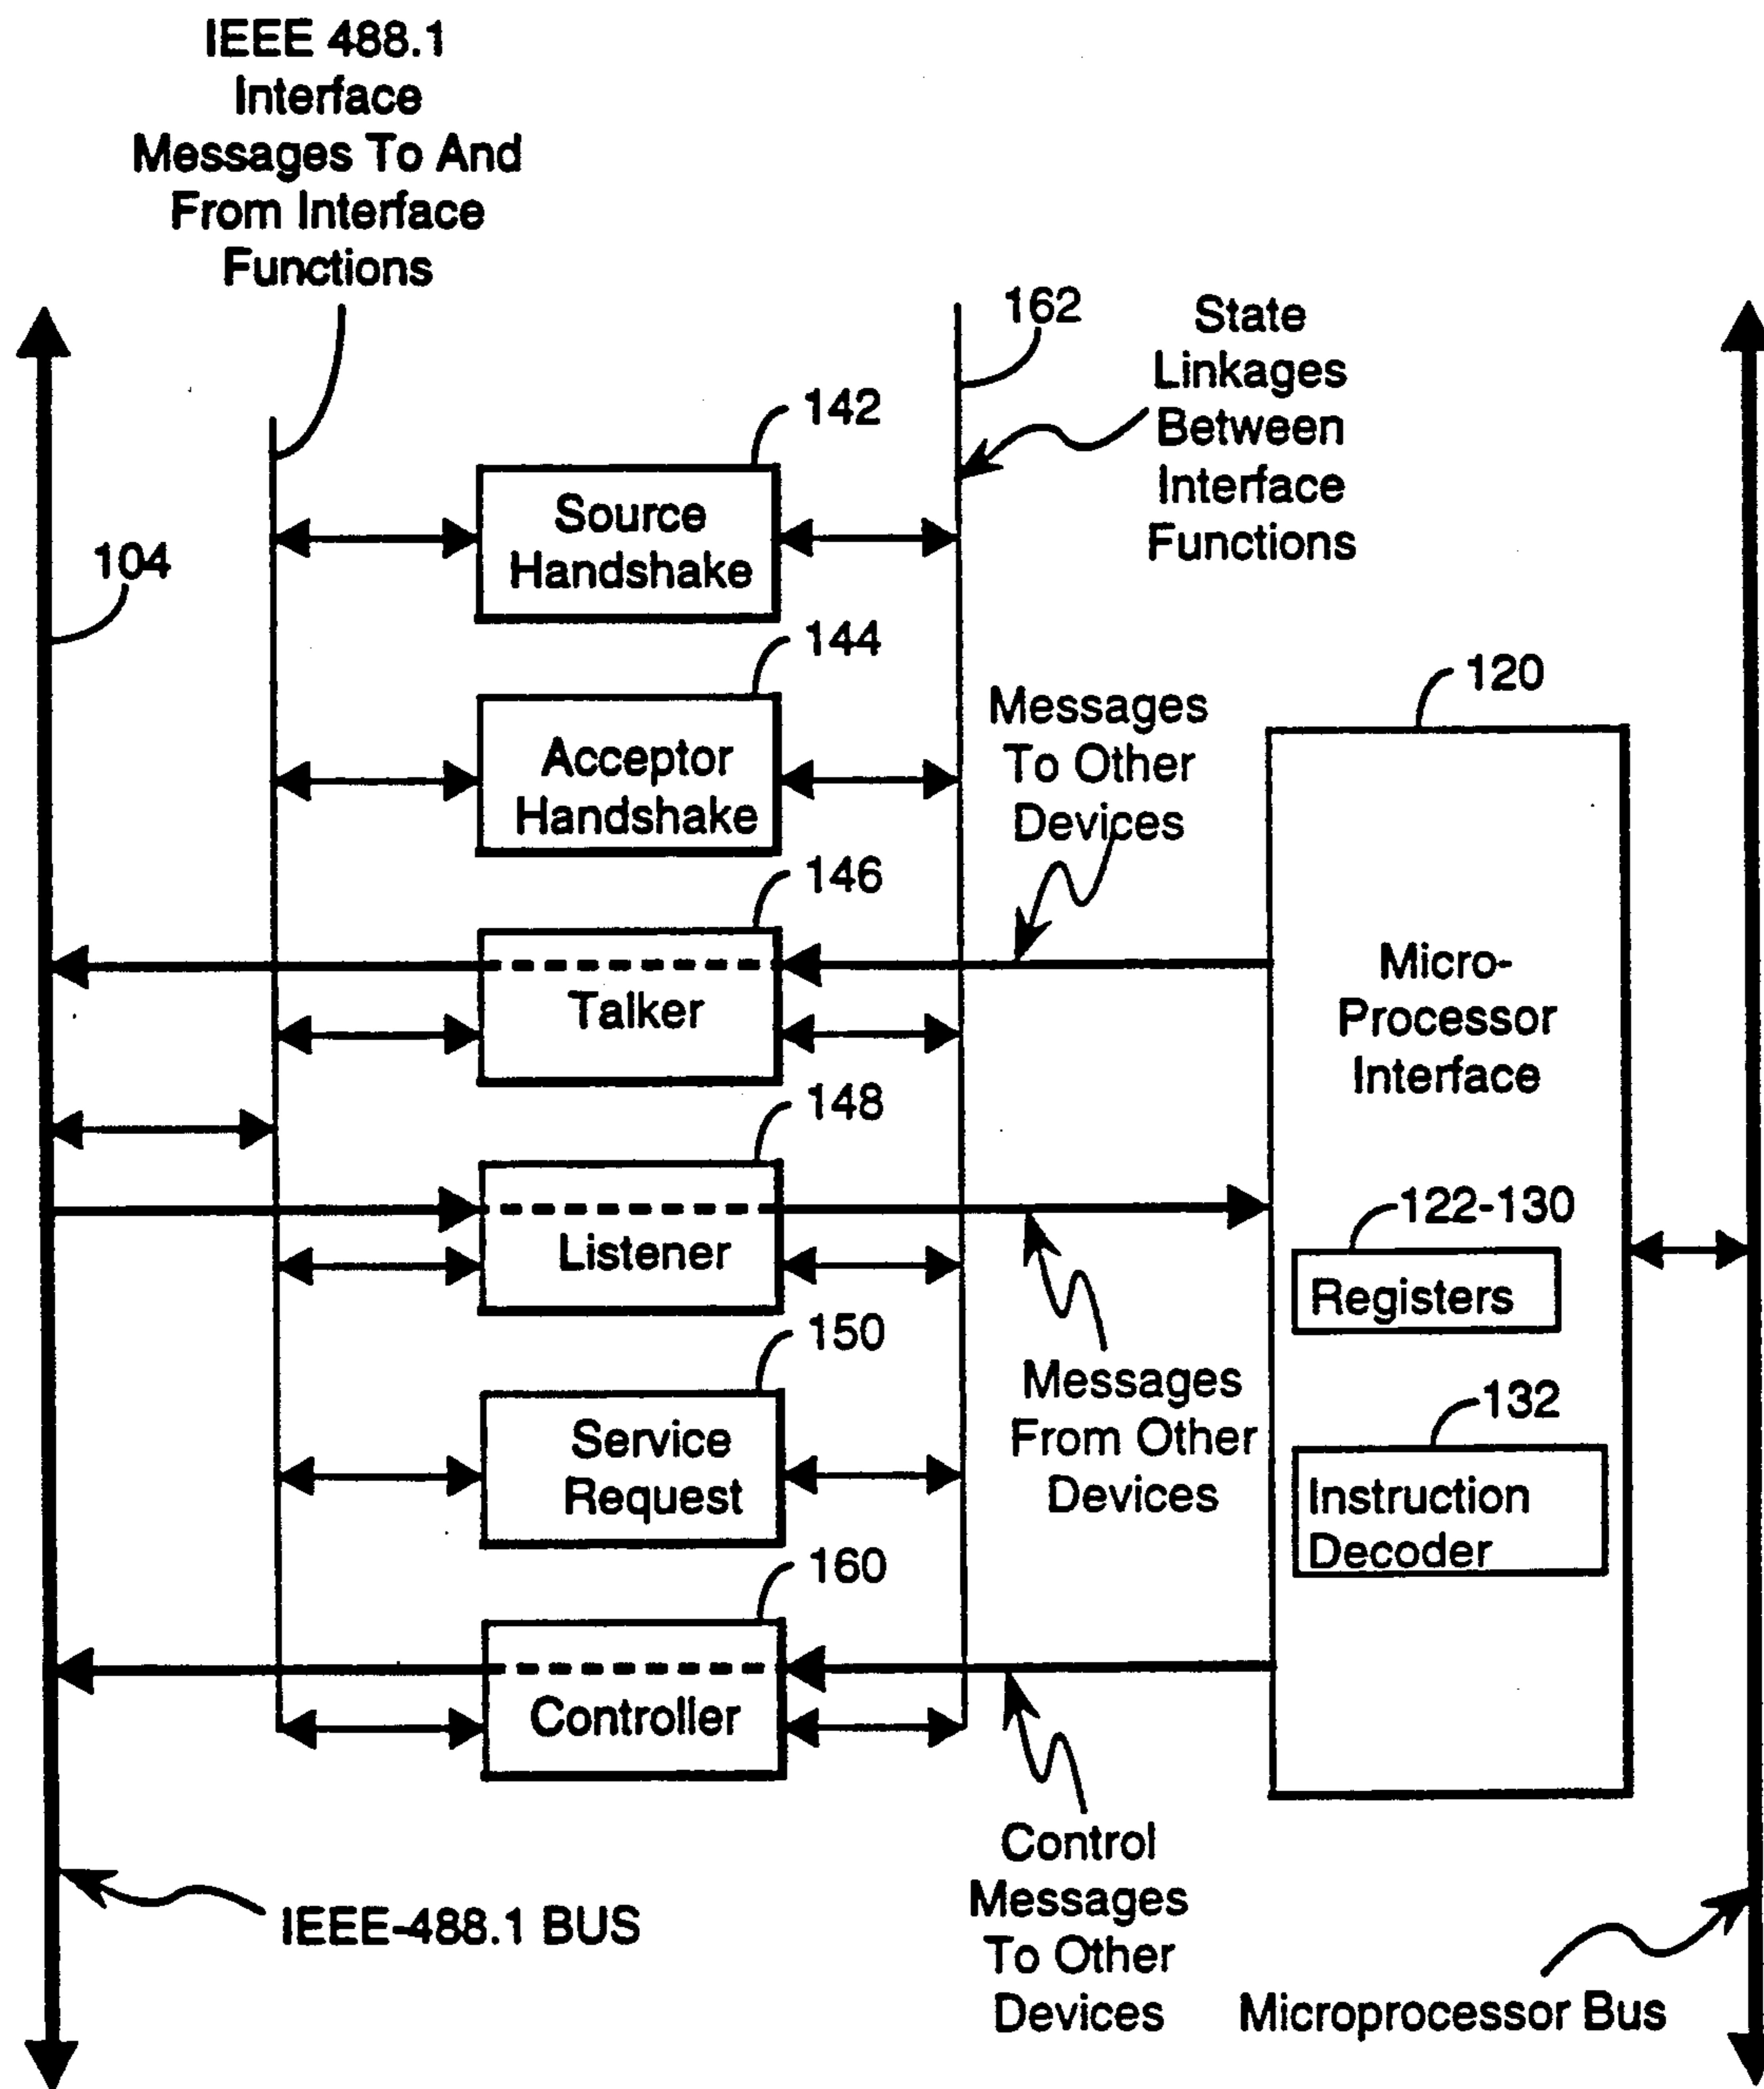 IEEE 488.1
Interface
Messages To And
From Interface
Functions
162
State
Linkages
Between
Interface
Functions
142
Source
Handshake
104
144
Acceptor
Handshake
Messages
To Other
Devices
120
146
Talker
Micro-
Processor
Interface
148
Listener
122-130
Registers
150
Service
Request
Messages
From Other
Devices
132
Instruction
Decoder
160
Controller
Control
Messages
To Other
Devices
IEEE-488.1 BUS
Microprocessor Bus